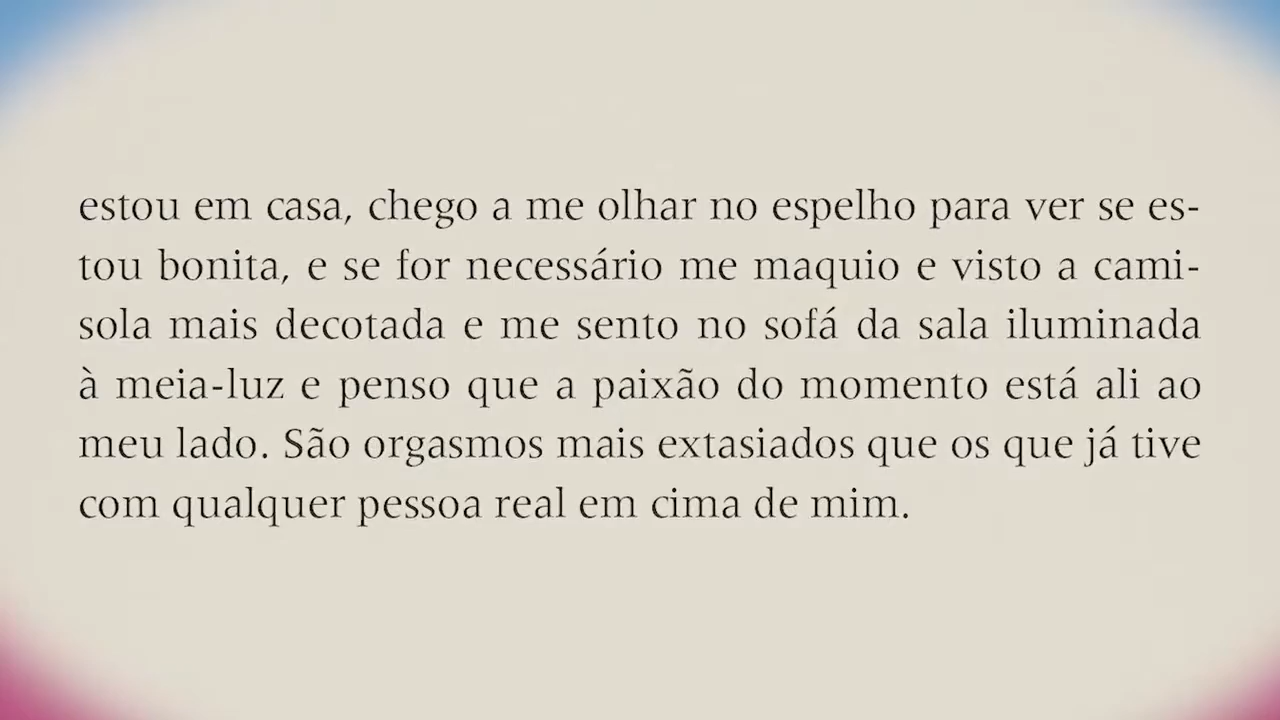 estou em casa, chego a me olhar no espelho para ver se es-
tou bonita, e se for necessário me maquio e visto a cami-
sola mais decotada e me sento no sofá da sala iluminada
à meia-luz e penso que a paixão do momento está ali ao
meu lado. São orgasmos mais extasiados que os que já tive
com qualquer pessoa real em cima de mim.